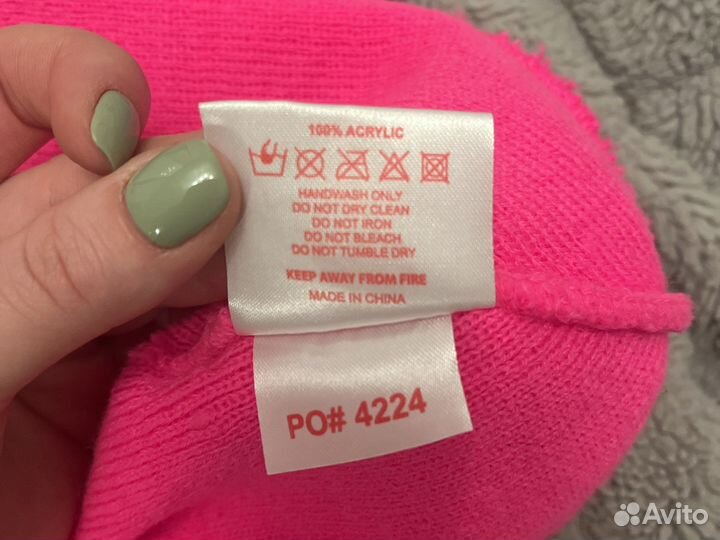 100% ACRYLIC
HANDWASH ONLY
DO NOT DRY CLEAN
DO NOT IRON
DO NOT BLEACH
DO NOT TUMBLE DRY
KEEP AWAY FROM FIRE
MADE IN CHINA
PO# 4224
Avito